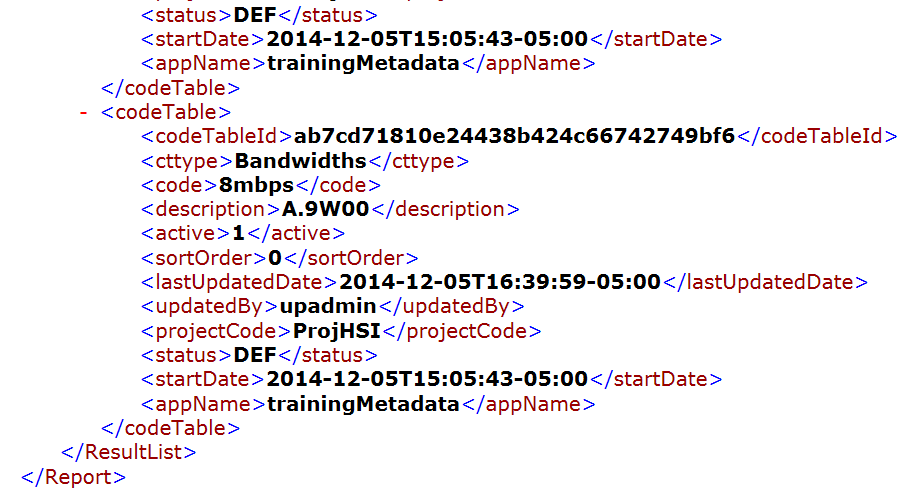 <status>DEF</status>
<startDate>2014-12-05T15:05:43-05:00</startDate>
<appName>trainingMetadata</appName>
</codeTable>
- <codeTable>
<codeTableId>ab7cd71810e24438b424c66742749bf6</codeTableId>
<cttype>Bandwidths</cttype>
<code>8mbps</code>
<description>A.9W00</description>
<active>1</active>
<sortOrder>0</sortOrder>
<lastUpdatedDate>2014-12-05T16:39:59-05:00</lastUpdatedDate>
<updatedBy>upadmin</updatedBy>
<projectCode>ProjHSI</projectCode>
<status>DEF</status>
<startDate>2014-12-05T15:05:43-05:00</startDate>
<appName>trainingMetadata</appName>
</codeTable>
</ResultList>
</Report>